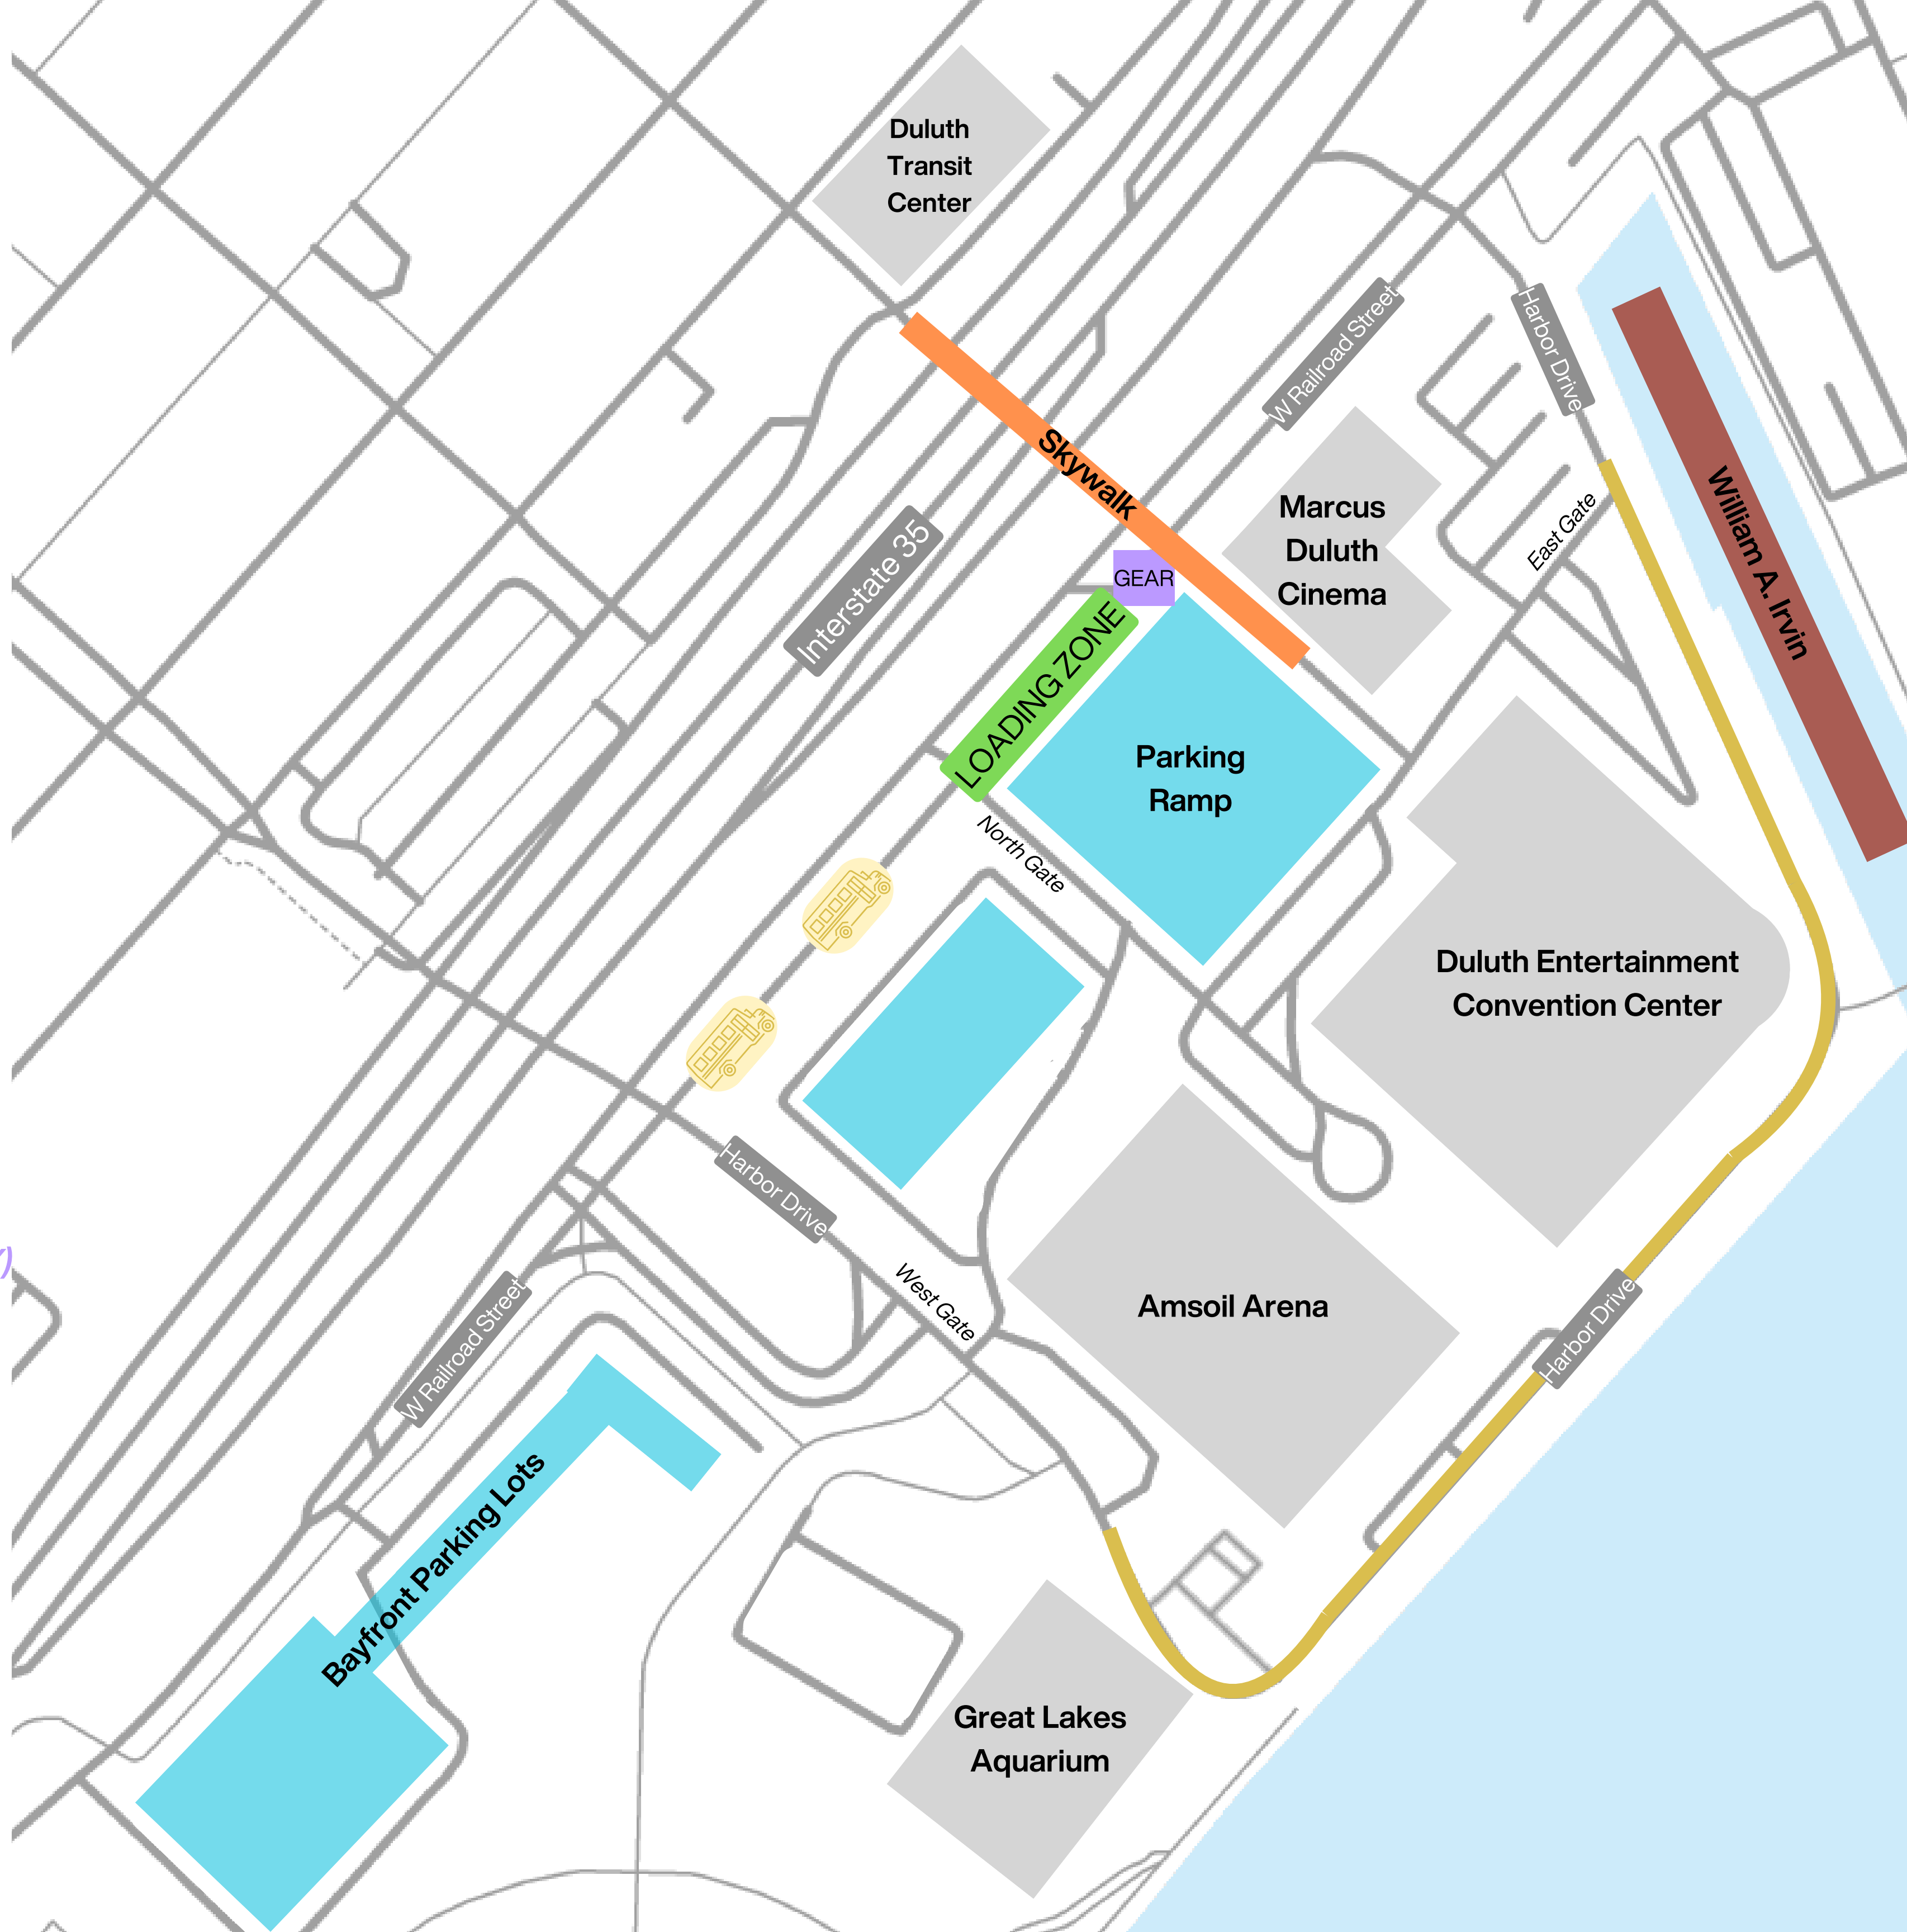 Duluth
Transit
Center
Harbor Drive
W Railroad Street
Skywalk
William A. Irvin
Marcus
Duluth
Cinema
East Gate
Interstate 35
GEAR
LOADING ZONE
Parking
Ramp
North Gate
Duluth Entertainment
Convention Center
Harbor Drive
West Gate
Amsoil Arena
Harbor Drive
W Railroad Street
Bayfront Parking Lots
Great Lakes
Aquarium